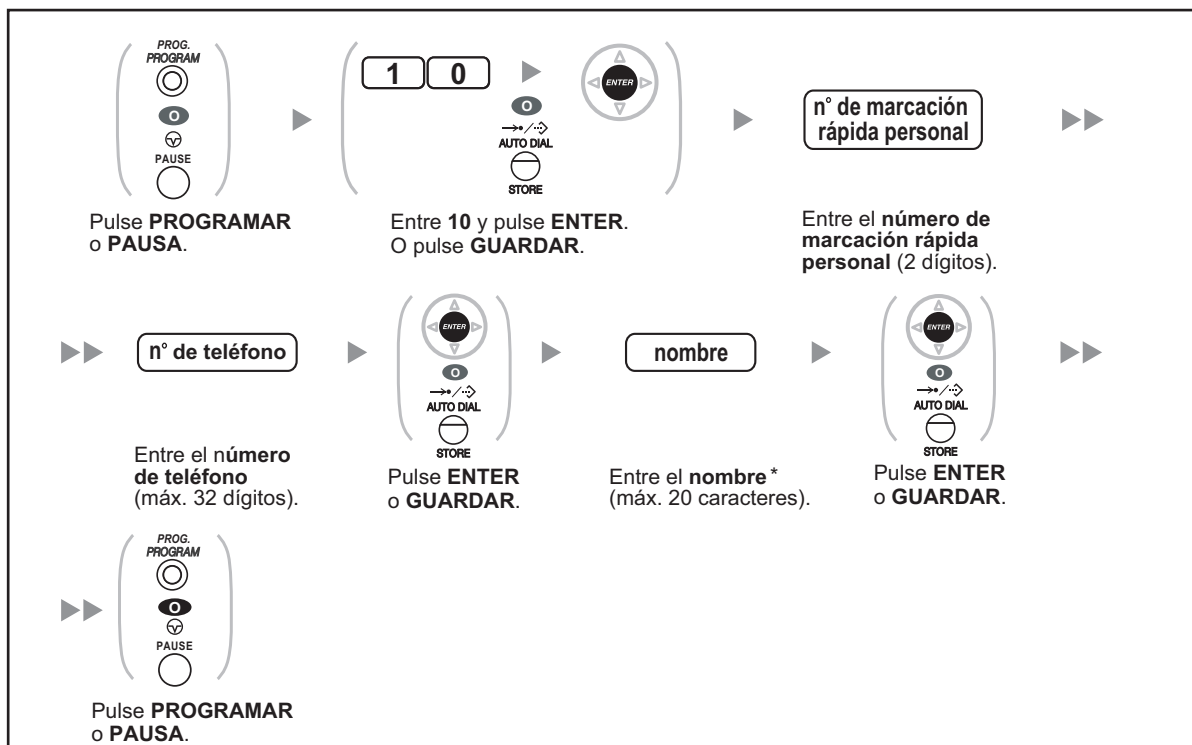 PROG.
PROGRAM
O
PAUSE
Pulse PROGRAMAR
o PAUSA.
1 0
ENTER
O
AUTO DIAL
STORE
Entre 10 y pulse ENTER.
O pulse GUARDAR.
n° de marcación
rápida personal
Entre el número de
marcación rápida
personal (2 dígitos).
n° de teléfono
Entre el número
de teléfono
(máx. 32 dígitos).
ENTER
O
AUTO DIAL
STORE
Pulse ENTER
o GUARDAR.
nombre
Entre el nombre *
(máx. 20 caracteres).
ENTER
O
AUTO DIAL
STORE
Pulse ENTER
o GUARDAR.
PROG.
PROGRAM
O
PAUSE
Pulse PROGRAMAR
o PAUSA.